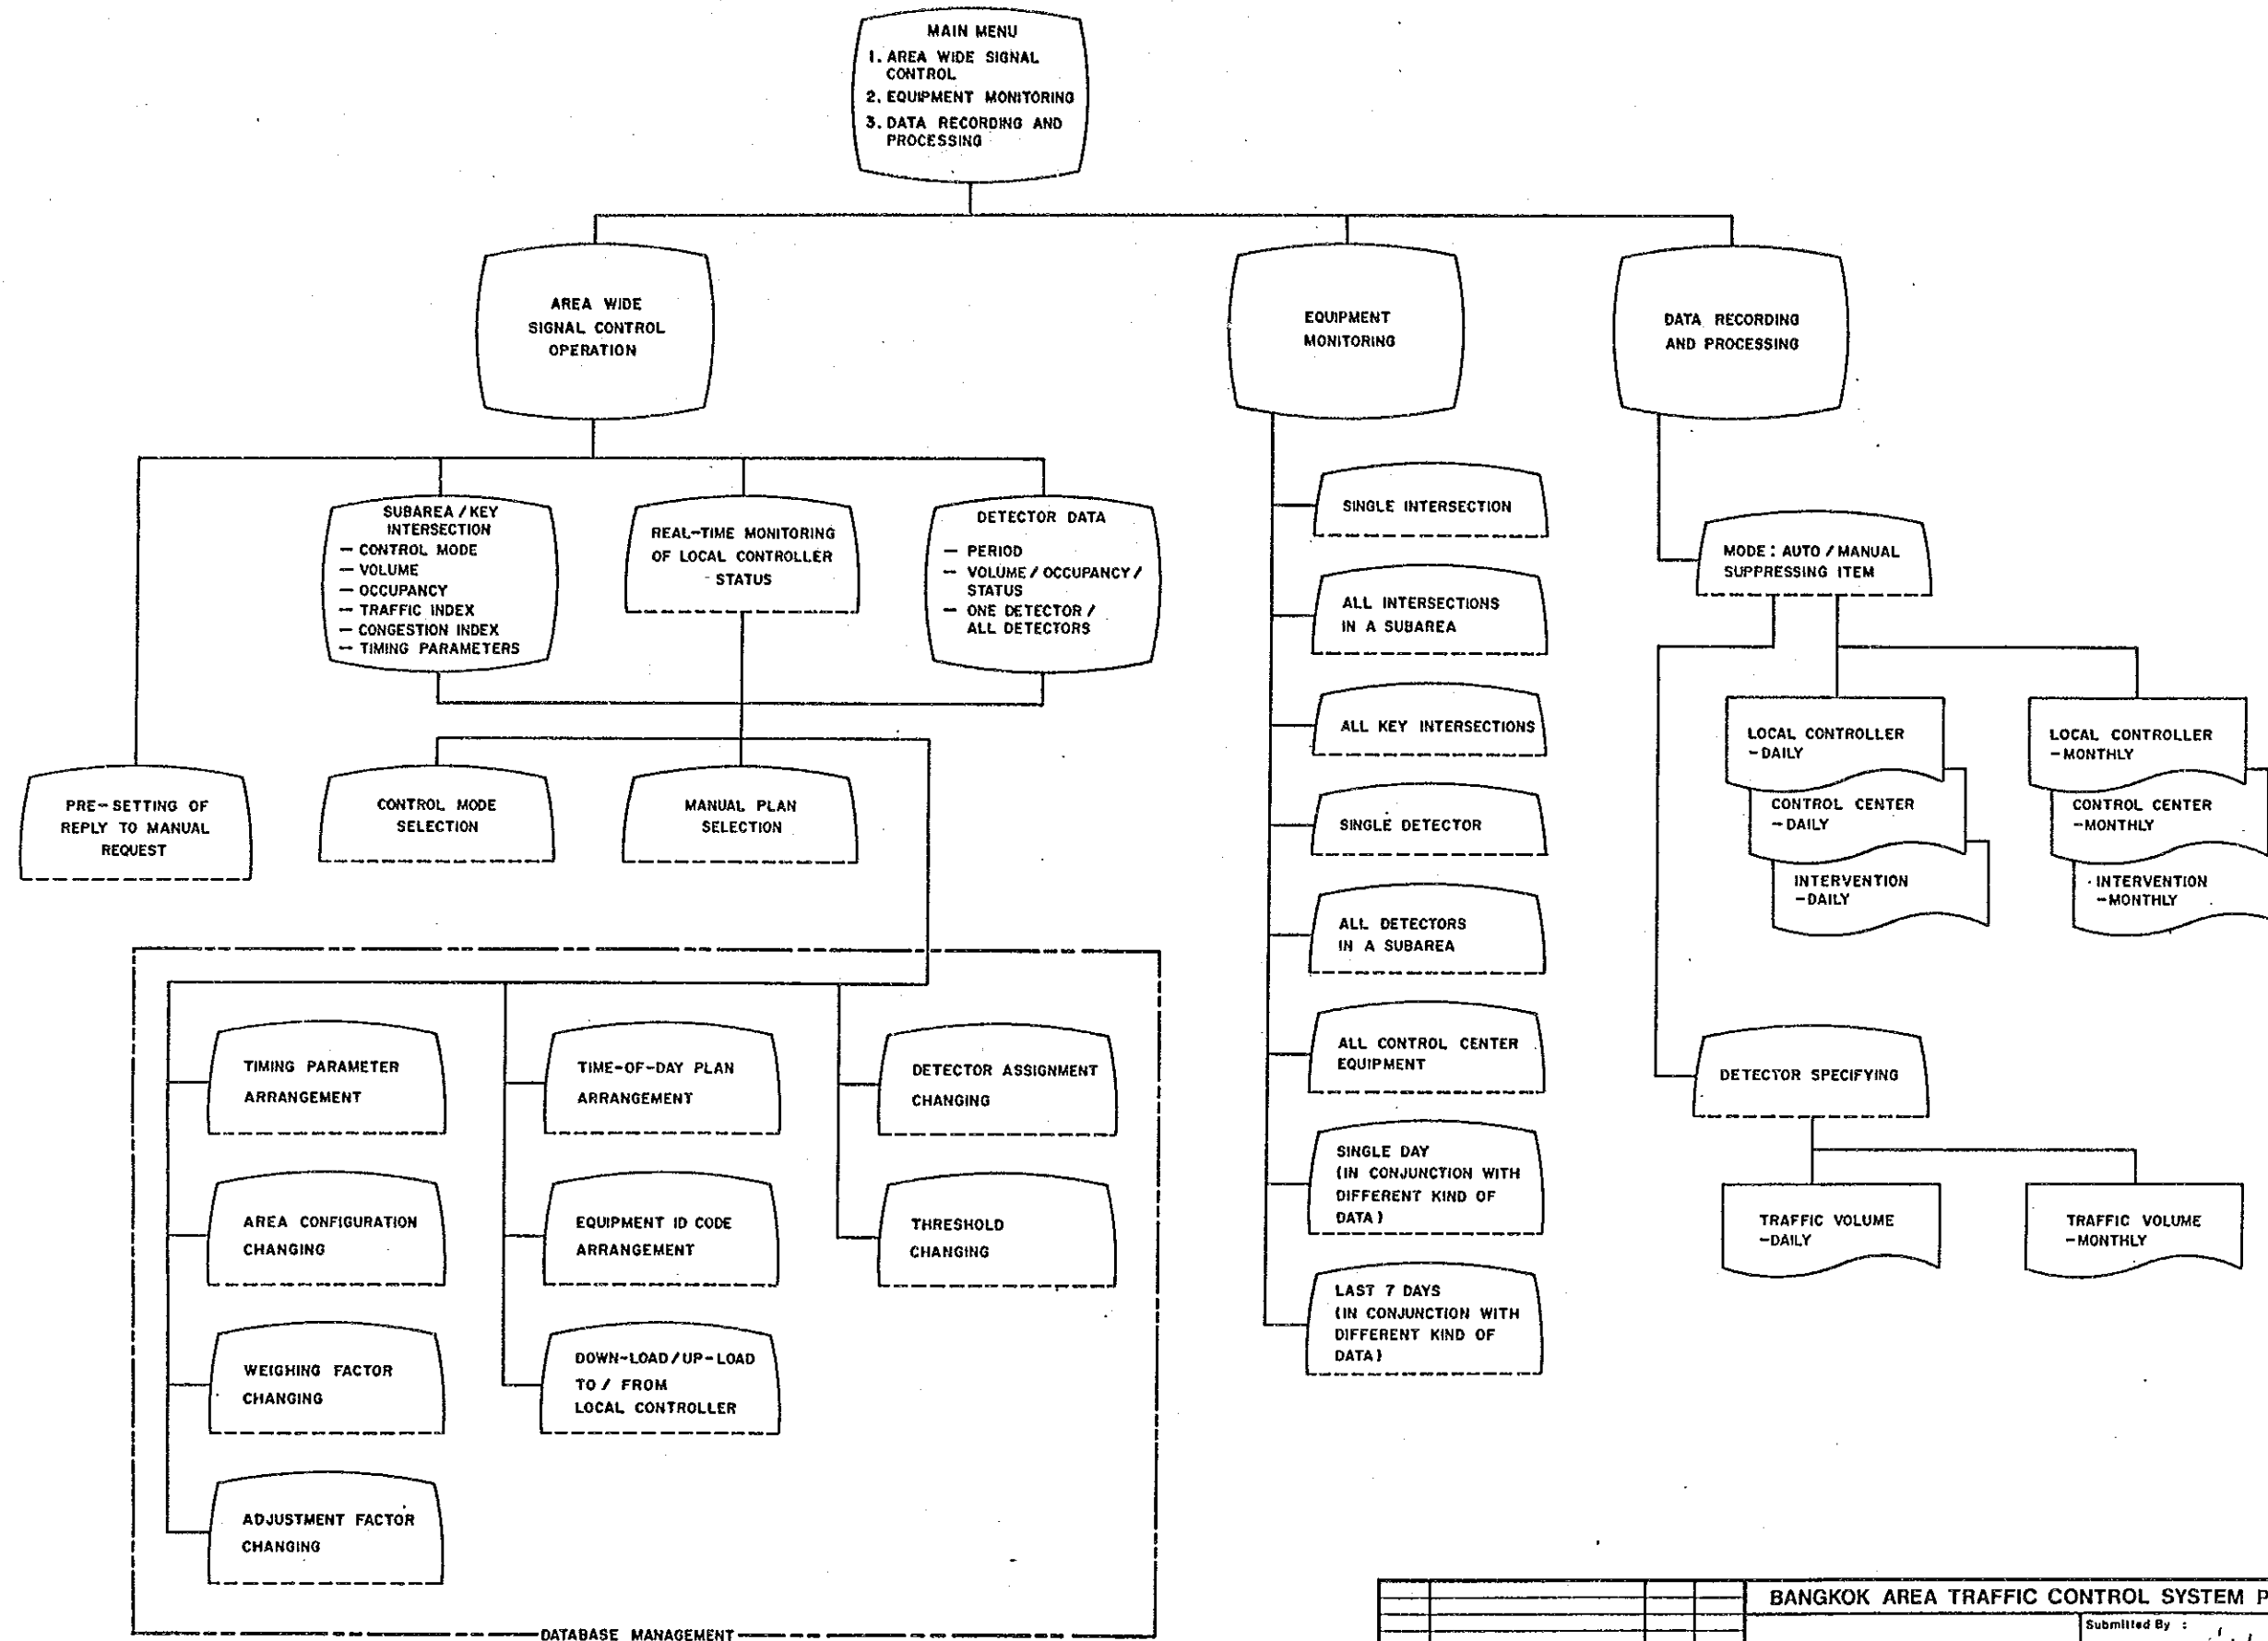 MAIN MENU
1. AREA WIDE SIGNAL
CONTROL
2. EQUIPMENT MONITORING
3. DATA RECORDING AND
PROCESSING
AREA WIDE
SIGNAL CONTROL
OPERATION
EQUIPMENT
MONITORING
DATA RECORDING
AND PROCESSING
SUBAREA / KEY
INTERSECTION
— CONTROL MODE
— VOLUME
— OCCUPANCY
— TRAFFIC INDEX
— CONGESTION INDEX
— TIMING PARAMETERS
REAL-TIME MONITORING
OF LOCAL CONTROLLER
STATUS
DETECTOR DATA
— PERIOD
— VOLUME / OCCUPANCY /
STATUS
— ONE DETECTOR /
ALL DETECTORS
PRE-SETTING OF
REPLY TO MANUAL
REQUEST
CONTROL MODE
SELECTION
MANUAL PLAN
SELECTION
TIMING PARAMETER
ARRANGEMENT
AREA CONFIGURATION
CHANGING
WEIGHING FACTOR
CHANGING
ADJUSTMENT FACTOR
CHANGING
TIME-OF-DAY PLAN
ARRANGEMENT
EQUIPMENT ID CODE
ARRANGEMENT
DOWN-LOAD/UP-LOAD
TO / FROM
LOCAL CONTROLLER
DETECTOR ASSIGNMENT
CHANGING
THRESHOLD
CHANGING
DATABASE MANAGEMENT
SINGLE INTERSECTION
ALL INTERSECTIONS
IN A SUBAREA
ALL KEY INTERSECTIONS
SINGLE DETECTOR
ALL DETECTORS
IN A SUBAREA
ALL CONTROL CENTER
EQUIPMENT
SINGLE DAY
(IN CONJUNCTION WITH
DIFFERENT KIND OF
DATA)
LAST 7 DAYS
(IN CONJUNCTION WITH
DIFFERENT KIND OF
DATA)
MODE : AUTO / MANUAL
SUPPRESSING ITEM
LOCAL CONTROLLER
—DAILY
CONTROL CENTER
—DAILY
INTERVENTION
—DAILY
LOCAL CONTROLLER
—MONTHLY
CONTROL CENTER
—MONTHLY
INTERVENTION
—MONTHLY
DETECTOR SPECIFYING
TRAFFIC VOLUME
—DAILY
TRAFFIC VOLUME
—MONTHLY
BANGKOK AREA TRAFFIC CONTROL SYSTEM P
Submitted By :